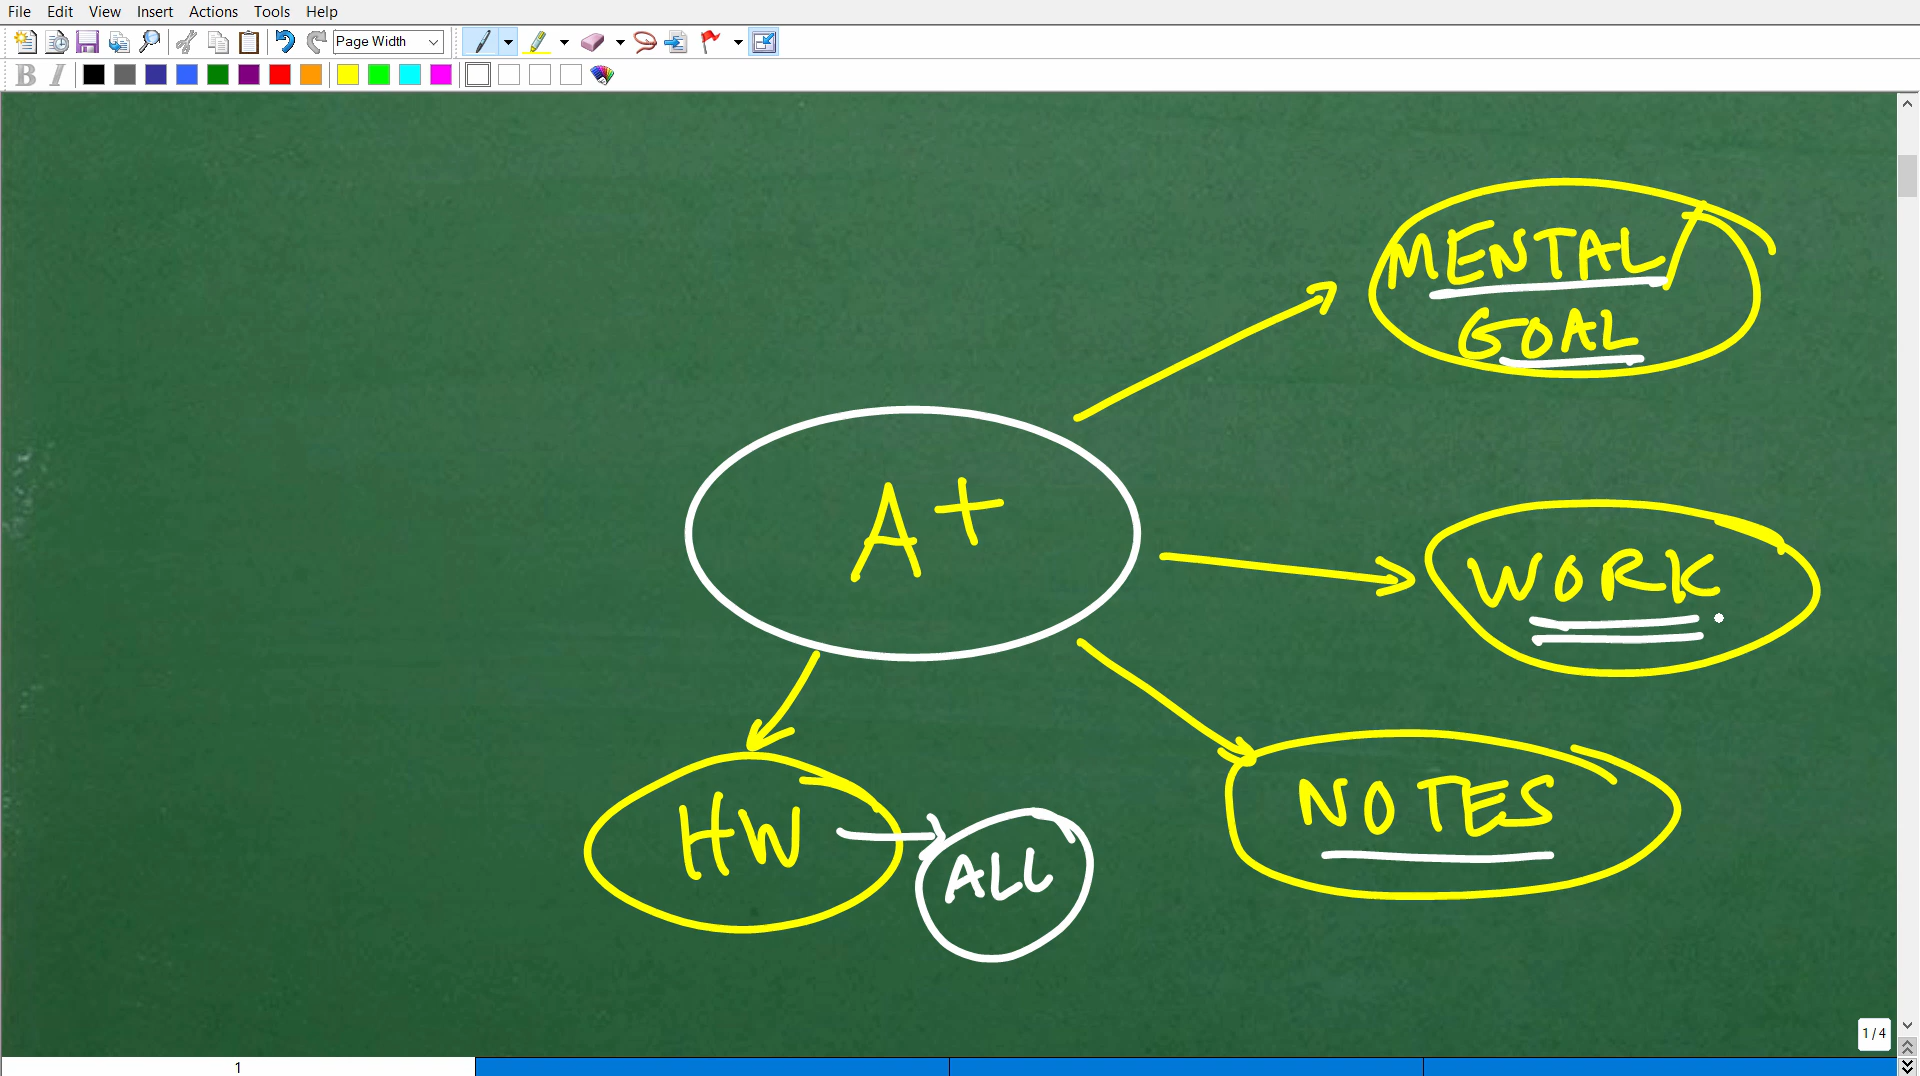 File Edit View Insert Actions Tools Help
Page Width
B I
MENTAL/
GOAL
A+
WORK
HW
ALL
NOTES
1 / 4
1